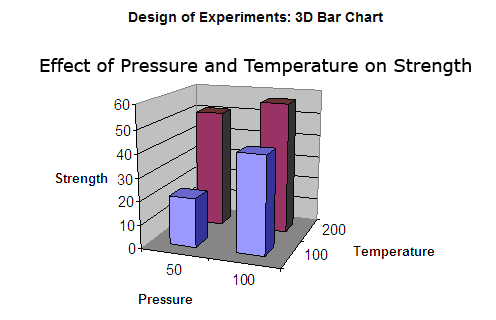 Design of Experiments: 3D Bar Chart
Effect of Pressure and Temperature on Strength
60
50
40
Strength
30
20
10
0
50
100
Pressure
100
200
Temperature